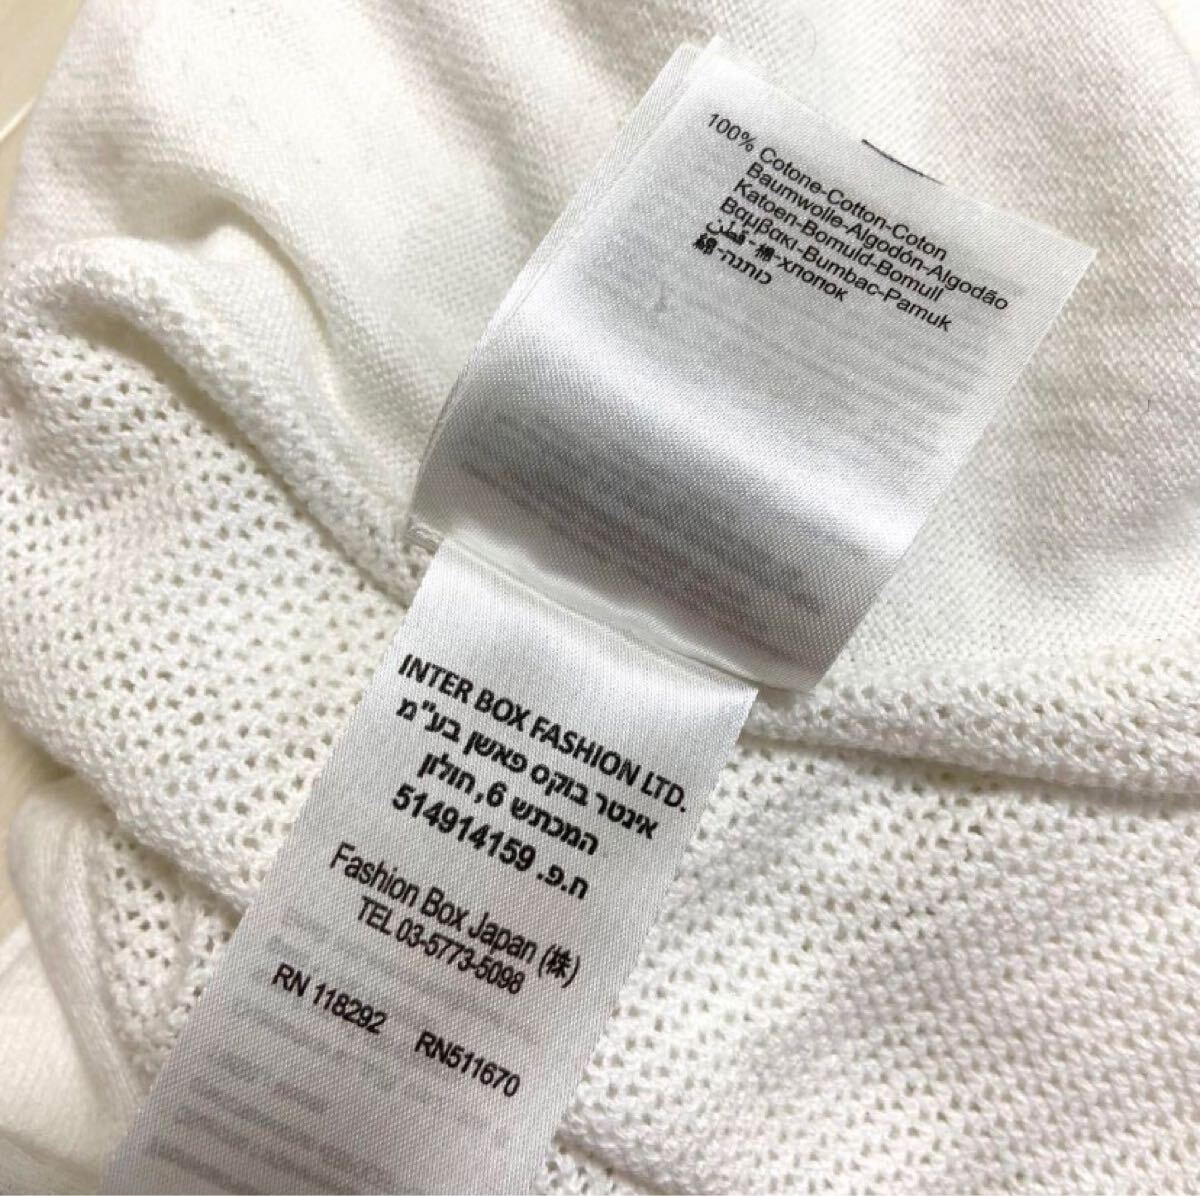 100% Cotone-Cotton-Coton
Baumwolle-Algodón-Algodão
Katoen-Bomuld-Bomull
Βαμβακι-Bumbac-Pamuk
قطن-棉-хлопок
綿-כותנה
INTER BOX FASHION LTD.
אינטר בוקס פאשן בע"מ
המכתש 6, חולון
ח.פ. 514914159
Fashion Box Japan (株)
TEL 03-5773-5098
RN 118292 RN511670